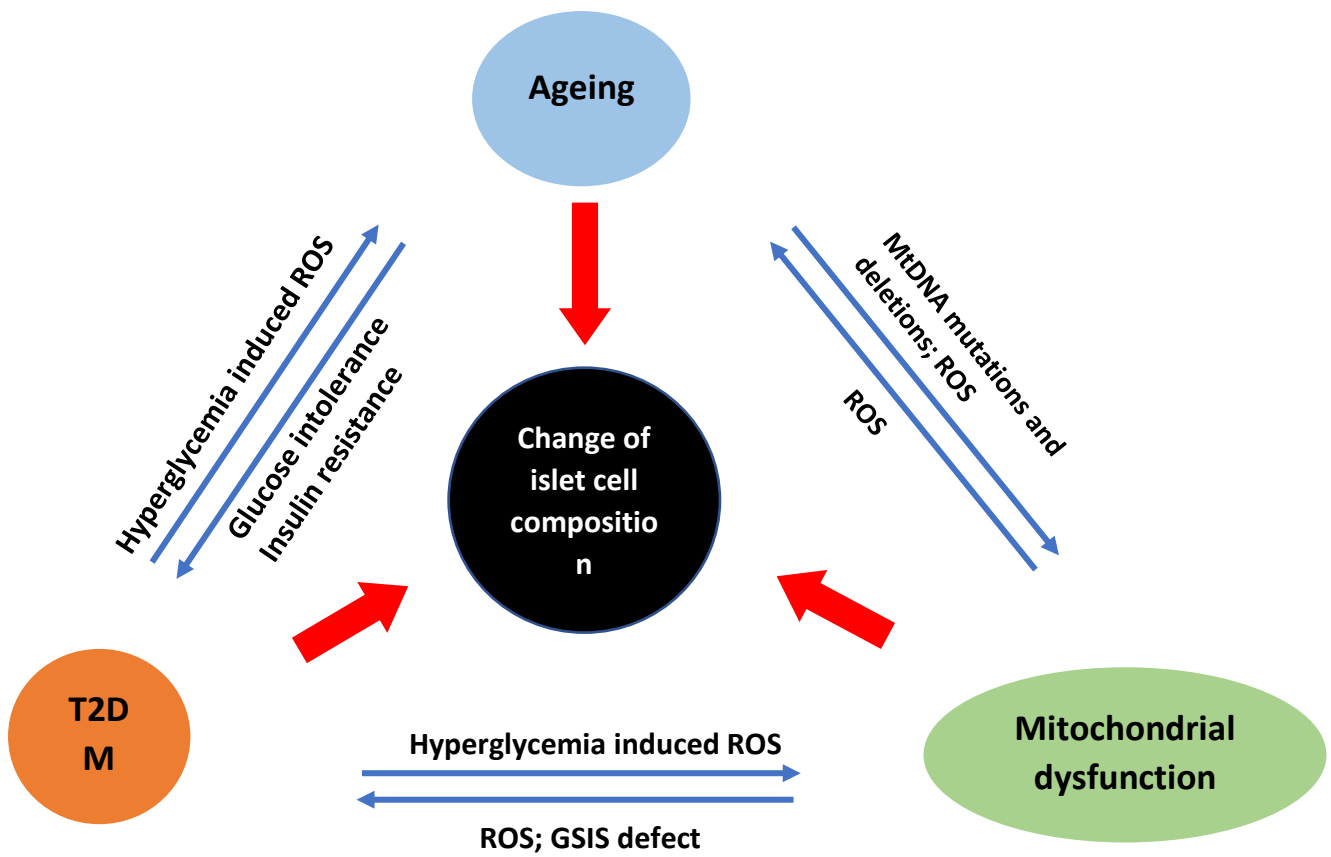 Ageing
Hyperglycemia induced ROS
Glucose intolerance
Insulin resistance
MtDNA mutations and
deletions; ROS
ROS
Change of
islet cell
compositio
n
T2D
M
Hyperglycemia induced ROS
ROS; GSIS defect
Mitochondrial
dysfunction